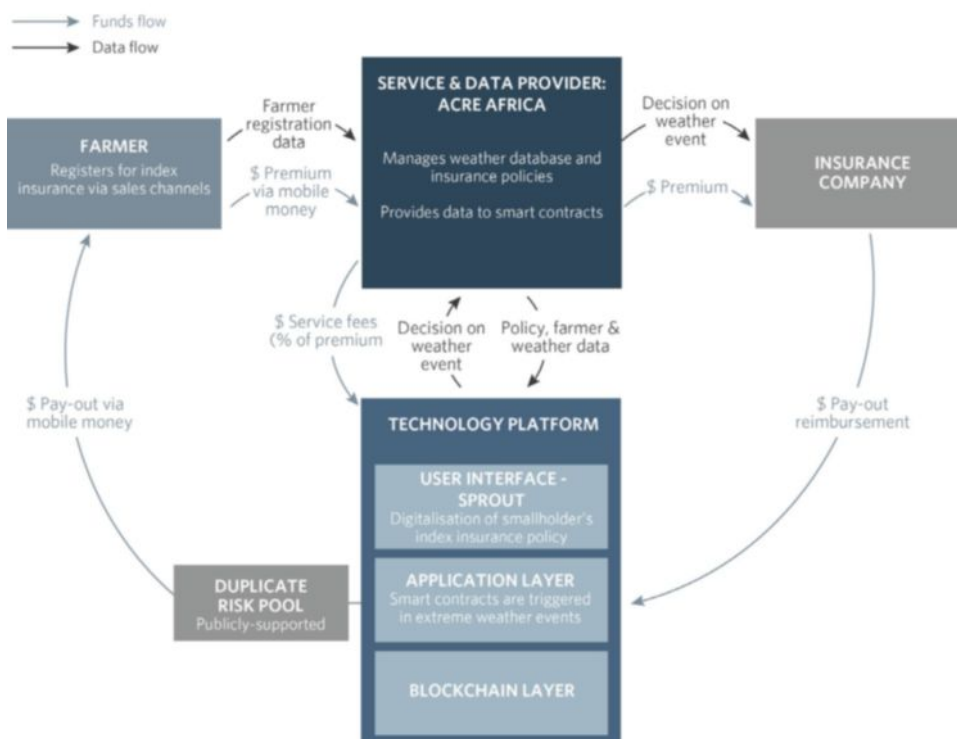 Funds flow
Data flow
SERVICE & DATA PROVIDER:
ACRE AFRICA
Manages weather database and
insurance policies
Provides data to smart contracts
FARMER
Registers for index
insurance via sales channels
Farmer
registration
data
$ Premium
via mobile
money
Decision on
weather
event
$ Premium
INSURANCE
COMPANY
$ Service fees
(% of premium
Decision on
weather
event
Policy, farmer &
weather data
$ Pay-out via
mobile money
$ Pay-out
reimbursement
TECHNOLOGY PLATFORM
USER INTERFACE -
SPROUT
Digitalisation of smallholder's
index insurance policy
APPLICATION LAYER
Smart contracts are triggered
in extreme weather events
BLOCKCHAIN LAYER
DUPLICATE
RISK POOL
Publicly-supported